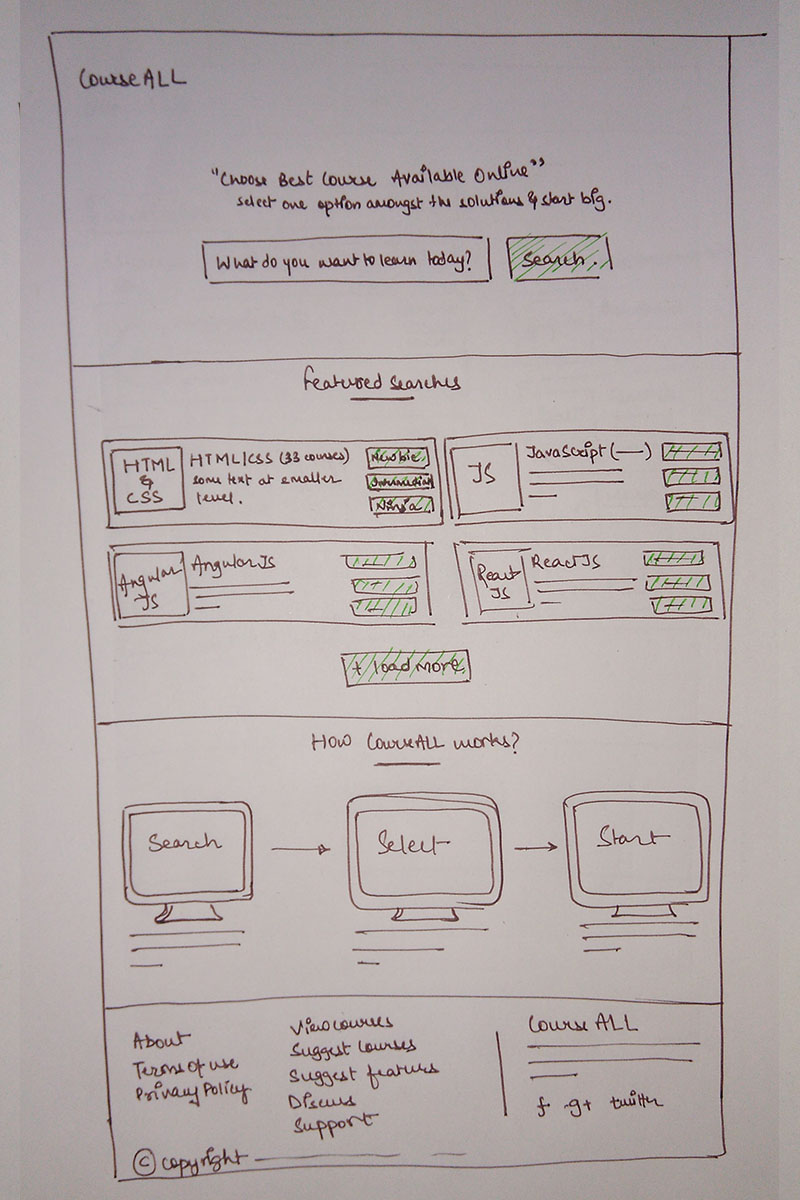 CourseALL
"Choose Best Course Available Online"
select one option amongst the solutions & start big.
What do you want to learn today?
Search.
Featured searches
HTML
&
CSS
HTML/CSS (33 courses)
some text at smaller
level.
Newbie
Intermediate
Ninja
JS
JavaScript (—)
Angular
JS
AngularJS
React
JS
ReactJS
+ load more
How CourseALL works?
Search
Select
Start
About
Terms of use
Privacy Policy
View courses
Suggest courses
Suggest features
Discuss
Support
CourseALL
f g+ twitter
© copyright